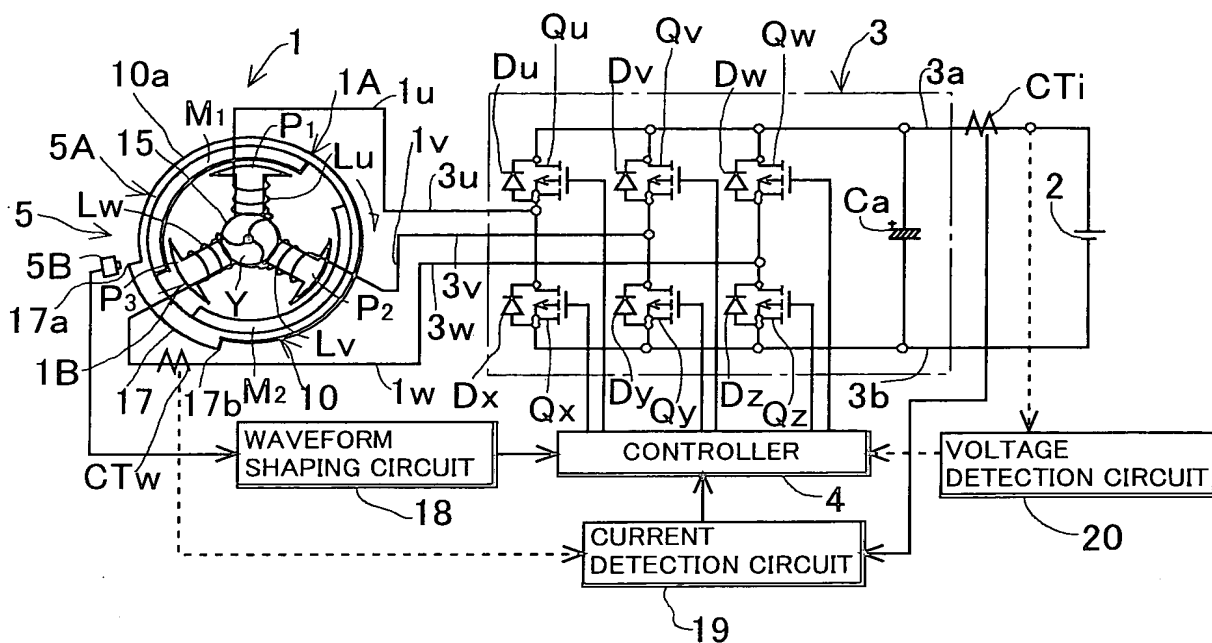 1
Qu
Qv
Qw
3
10a
1A
1u
Du
Dv
Dw
3a
CTi
M1
P1
5A
15
Lu
1v
3u
Lw
Ca
2
5
5B
P3
Y
P2
3v
17a
3w
1B
17
17b
M2
Lv
10
1w
Dx
Qx
Dy
Qy
Dz
Qz
3b
CTw
WAVEFORM
SHAPING CIRCUIT
18
CONTROLLER
4
VOLTAGE
DETECTION CIRCUIT
20
CURRENT
DETECTION CIRCUIT
19